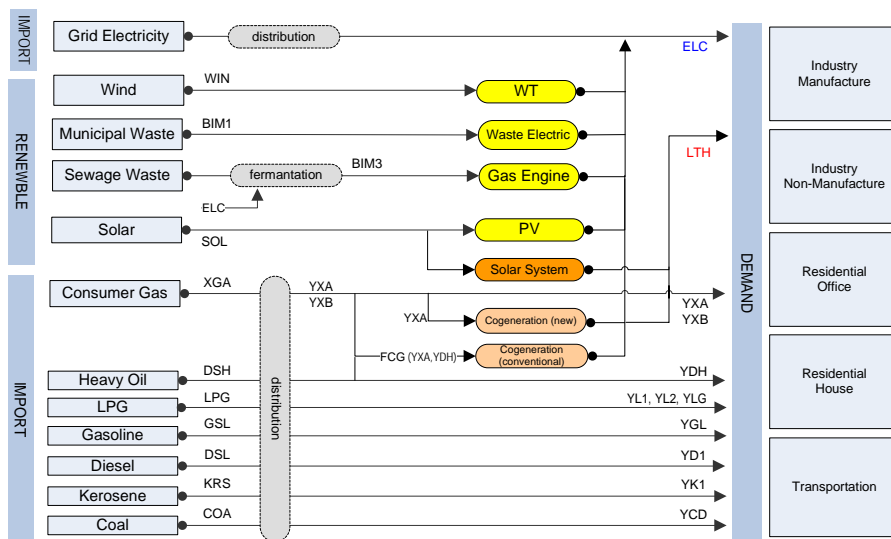 IMPORT
Grid Electricity
distribution
ELC
RENEWBLE
Wind
WIN
WT
Municipal Waste
BIM1
Waste Electric
Sewage Waste
fermantation
BIM3
Gas Engine
ELC
LTH
Solar
SOL
PV
Solar System
IMPORT
Consumer Gas
XGA
distribution
YXA
YXB
YXA
YXB
YXA
Cogeneration (new)
FCG (YXA,YDH)
Cogeneration
(conventional)
Heavy Oil
DSH
YDH
LPG
LPG
YL1, YL2, YLG
Gasoline
GSL
YGL
Diesel
DSL
YD1
Kerosene
KRS
YK1
Coal
COA
YCD
DEMAND
Industry
Manufacture
Industry
Non-Manufacture
Residential
Office
Residential
House
Transportation